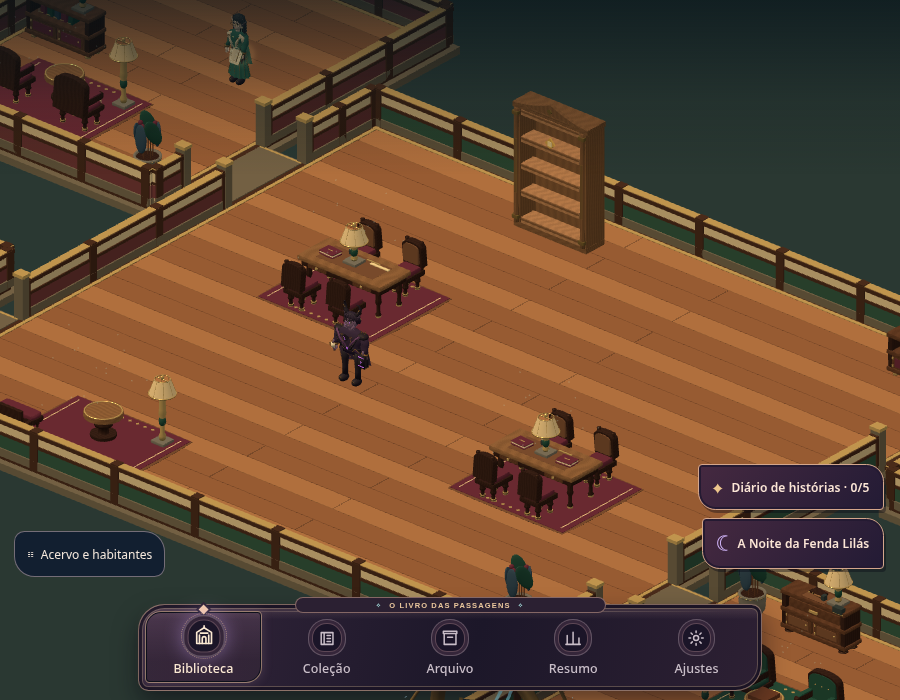 Diário de histórias · 0/5
A Noite da Fenda Lilás
Acervo e habitantes
O LIVRO DAS PASSAGENS
Biblioteca
Coleção
Arquivo
Resumo
Ajustes